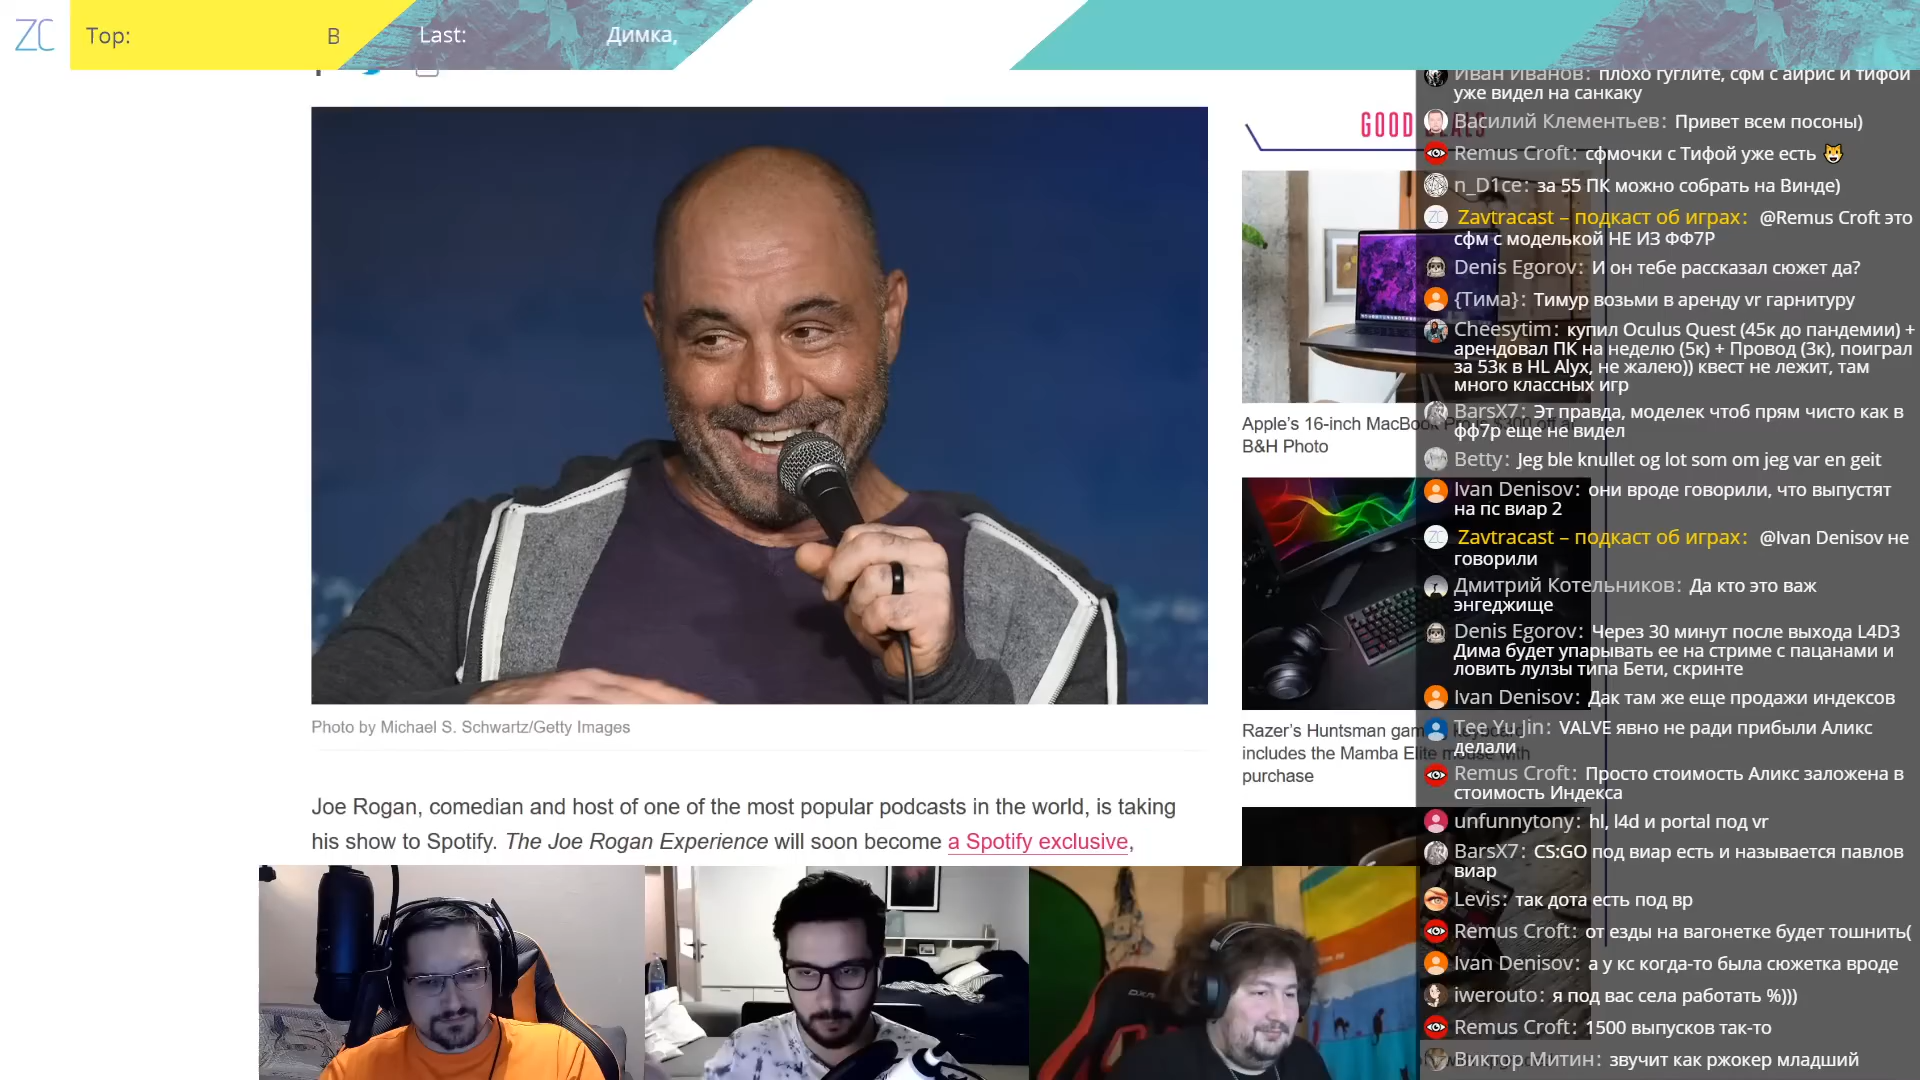 ZC
Top:
В
Last:
Димка,
GOOD DEALS
Photo by Michael S. Schwartz/Getty Images
Joe Rogan, comedian and host of one of the most popular podcasts in the world, is taking
his show to Spotify. The Joe Rogan Experience will soon become a Spotify exclusive,
Apple's 16-inch MacBook Pro is $300 off at
B&H Photo
Razer's Huntsman gaming keyboard
includes the Mamba Elite mouse with
purchase
Иван Иванов: плохо гуглите, сфм с айрис и тифой
уже видел на санкаку
Василий Клементьев: Привет всем посоны)
Remus Croft: сфмочки с Тифой уже есть
n_D1ce: за 55 ПК можно собрать на Винде)
Zavtracast – подкаст об играх: @Remus Croft это
сфм с моделькой НЕ ИЗ ФФ7Р
Denis Egorov: И он тебе рассказал сюжет да?
{Тима}: Тимур возьми в аренду vr гарнитуру
Cheesytim: купил Oculus Quest (45к до пандемии) +
арендовал ПК на неделю (5к) + Провод (3к), поиграл
за 53к в HL Alyx, не жалею)) квест не лежит, там
много классных игр
BarsX7: Эт правда, моделек чтоб прям чисто как в
фф7р еще не видел
Betty: Jeg ble knullet og lot som om jeg var en geit
Ivan Denisov: они вроде говорили, что выпустят
на пс виар 2
Zavtracast – подкаст об играх: @Ivan Denisov не
говорили
Дмитрий Котельников: Да кто это важ
энгеджище
Denis Egorov: Через 30 минут после выхода L4D3
Дима будет упарывать ее на стриме с пацанами и
ловить лулзы типа Бети, скринте
Ivan Denisov: Дак там же еще продажи индексов
Tee Yu Jin: VALVE явно не ради прибыли Аликс
делали
Remus Croft: Просто стоимость Аликс заложена в
стоимость Индекса
unfunnytony: hl, l4d и portal под vr
BarsX7: CS:GO под виар есть и называется павлов
виар
Levis: так дота есть под вр
Remus Croft: от езды на вагонетке будет тошнить(
Ivan Denisov: а у кс когда-то была сюжетка вроде
iwerouto: я под вас села работать %)))
Remus Croft: 1500 выпусков так-то
Виктор Митин: звучит как ржокер младший